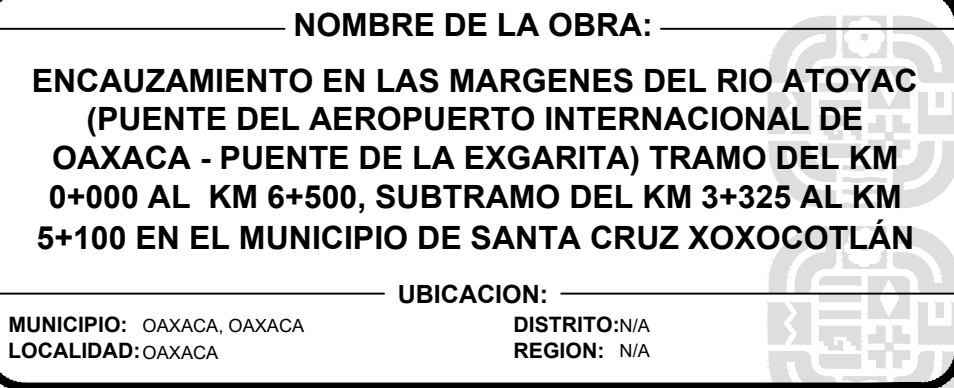 NOMBRE DE LA OBRA:
ENCAUZAMIENTO EN LAS MARGENES DEL RIO ATOYAC
(PUENTE DEL AEROPUERTO INTERNACIONAL DE
OAXACA - PUENTE DE LA EXGARITA) TRAMO DEL KM
0+000 AL KM 6+500, SUBTRAMO DEL KM 3+325 AL KM
5+100 EN EL MUNICIPIO DE SANTA CRUZ XOXOCOTLÁN
UBICACION:
MUNICIPIO: OAXACA, OAXACA DISTRITO:N/A
LOCALIDAD:OAXACA REGION: N/A